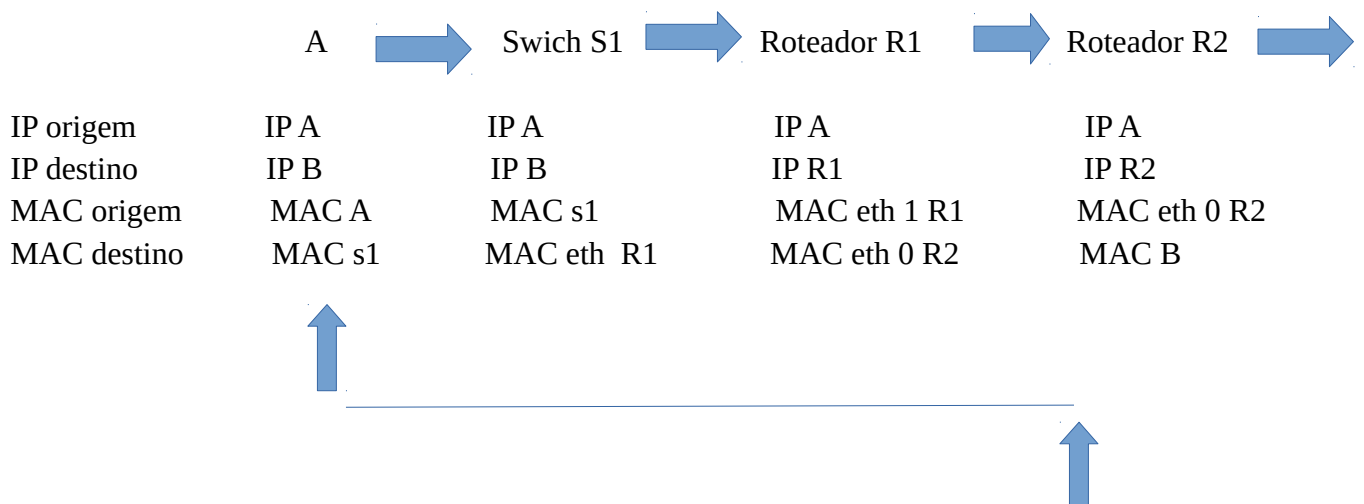 A Swich S1 Roteador R1 Roteador R2
IP origem IP A IP A IP A IP A
IP destino IP B IP B IP R1 IP R2
MAC origem MAC A MAC s1 MAC eth 1 R1 MAC eth 0 R2
MAC destino MAC s1 MAC eth R1 MAC eth 0 R2 MAC B